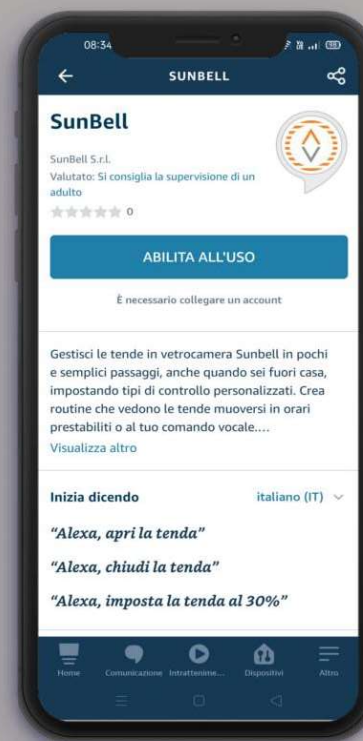 08:34
SUNBELL
SunBell
SunBell S.r.l.
Valutato: Si consiglia la supervisione di un
adulto
0
ABILITA ALL'USO
È necessario collegare un account
Gestisci le tende in vetrocamera Sunbell in pochi
e semplici passaggi, anche quando sei fuori casa,
impostando tipi di controllo personalizzati. Crea
routine che vedono le tende muoversi in orari
prestabiliti o al tuo comando vocale....
Visualizza altro
Inizia dicendo italiano (IT)
"Alexa, apri la tenda"
"Alexa, chiudi la tenda"
"Alexa, imposta la tenda al 30%"
Home Comunicazione Intrattenime... Dispositivi Altro